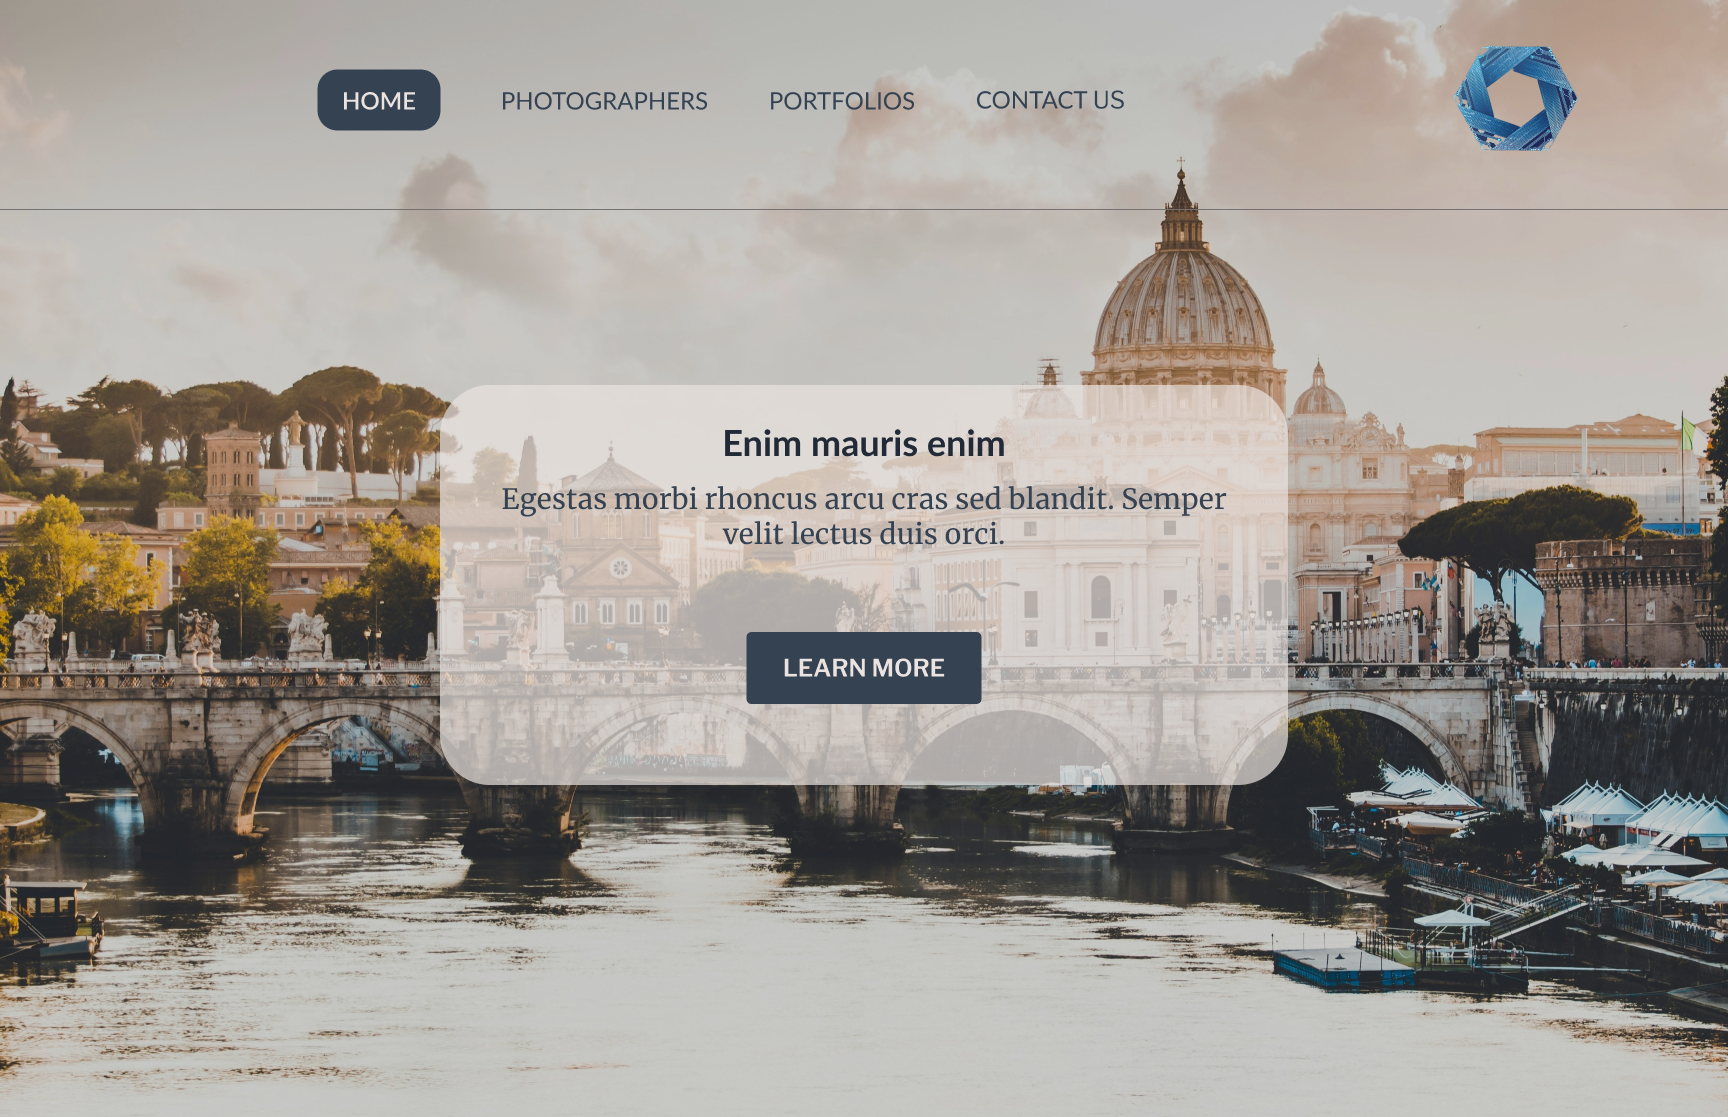 HOME
PHOTOGRAPHERS
PORTFOLIOS
CONTACT US
Enim mauris enim
Egestas morbi rhoncus arcu cras sed blandit. Semper
velit lectus duis orci.
LEARN MORE